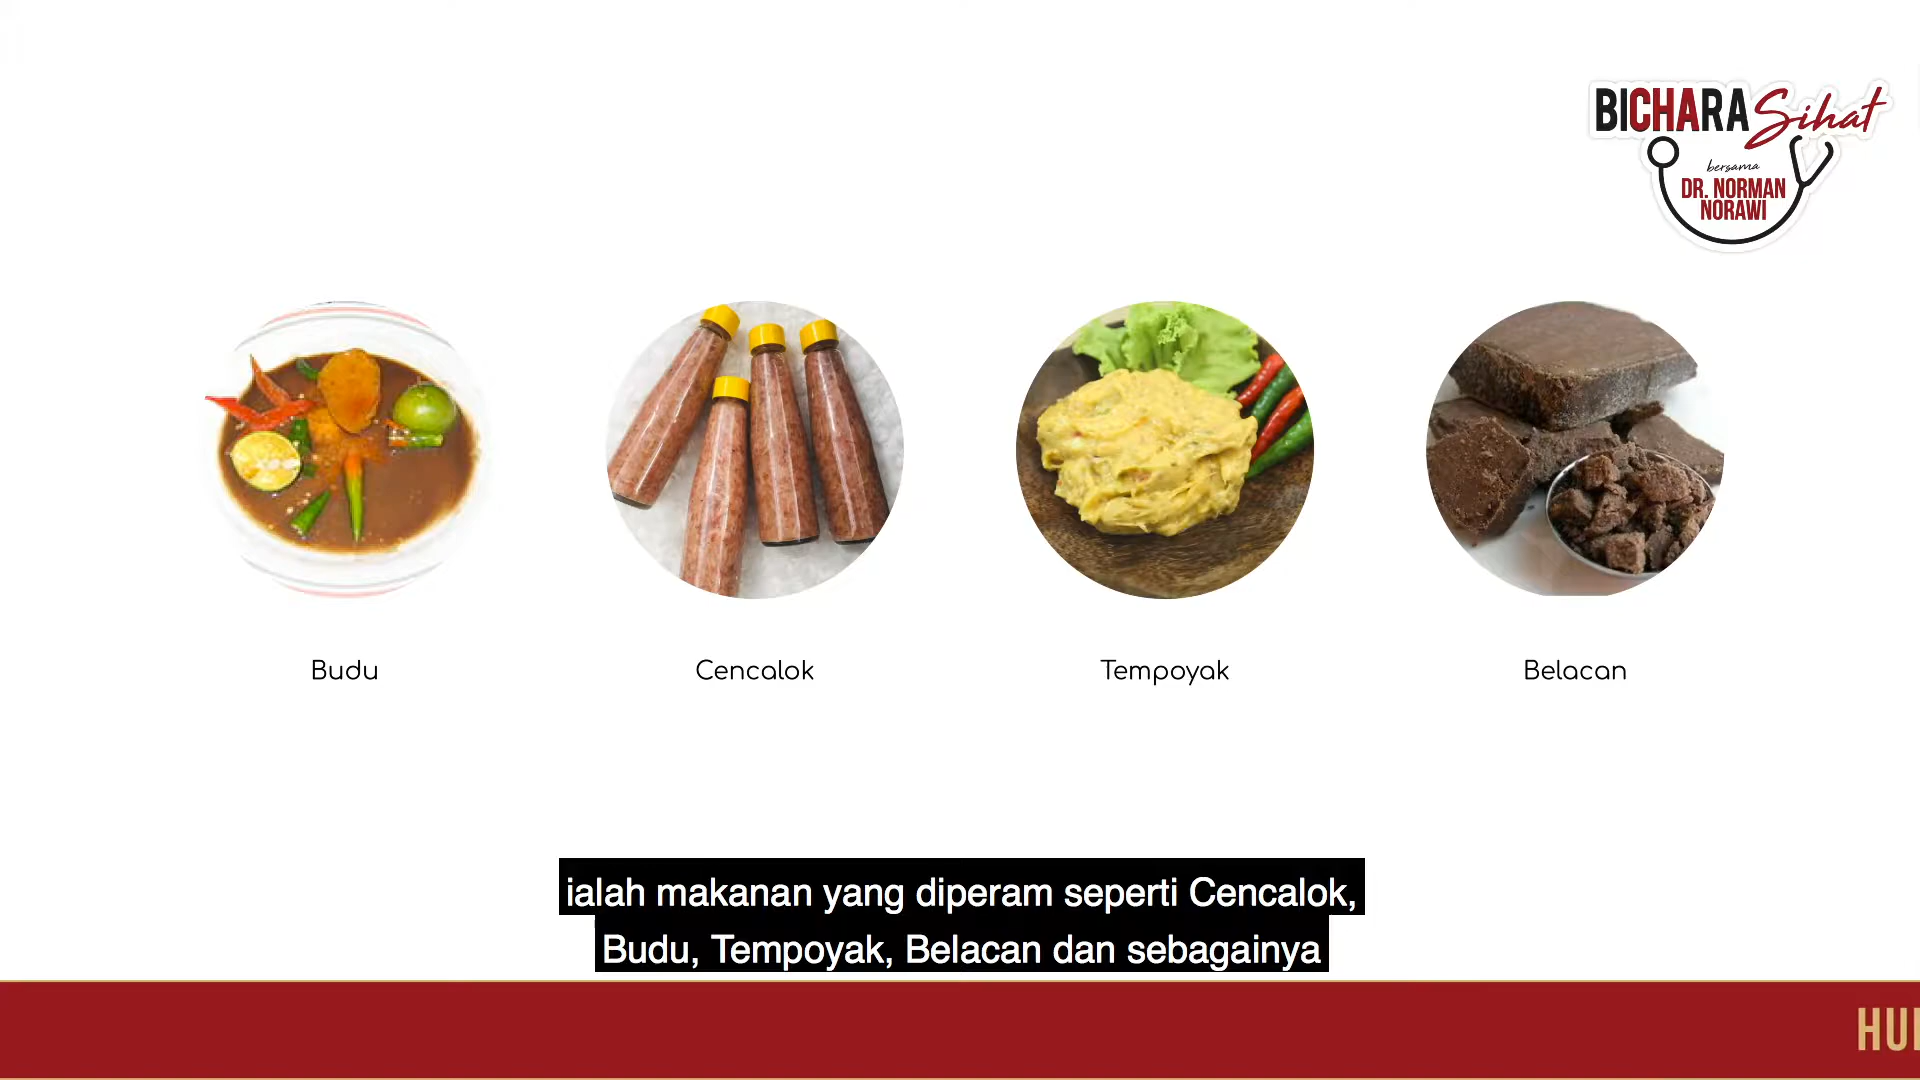 BICHARA Sihat
bersama
DR. NORMAN
NORAWI
Budu
Cencalok
Tempoyak
Belacan
ialah makanan yang diperam seperti Cencalok,
Budu, Tempoyak, Belacan dan sebagainya